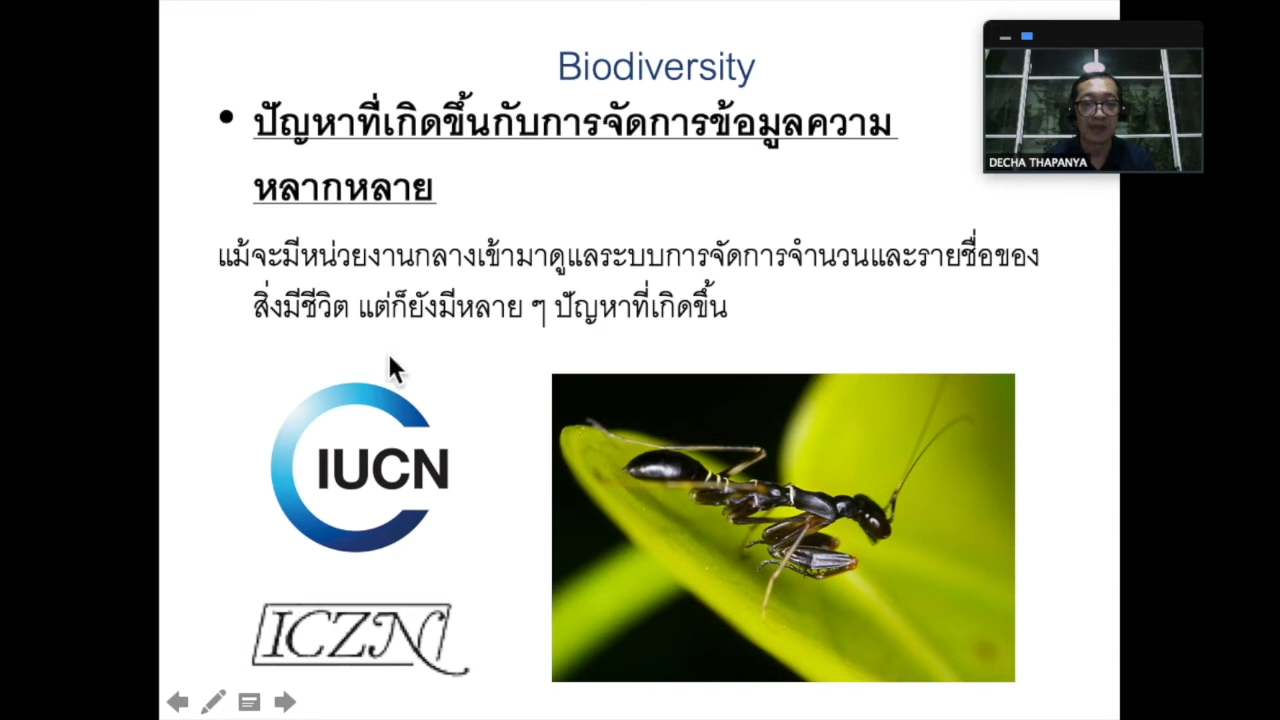 Biodiversity
• ปัญหาที่เกิดขึ้นกับการจัดการข้อมูลความ
หลากหลาย
แม้จะมีหน่วยงานกลางเข้ามาดูแลระบบการจัดการจำนวนและรายชื่อของ
สิ่งมีชีวิต แต่ก็ยังมีหลาย ๆ ปัญหาที่เกิดขึ้น
IUCN
ICZN
DECHA THAPANYA